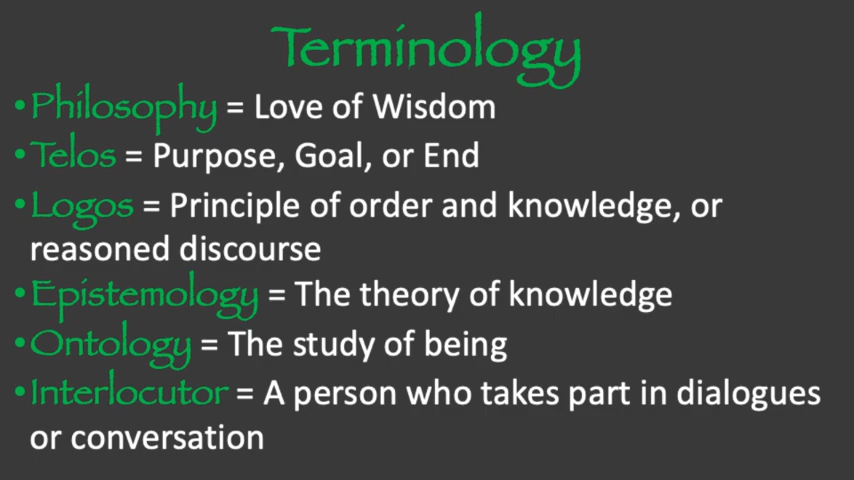 Terminology
•Philosophy = Love of Wisdom
•Telos = Purpose, Goal, or End
•Logos = Principle of order and knowledge, or
reasoned discourse
•Epistemology = The theory of knowledge
•Ontology = The study of being
•Interlocutor = A person who takes part in dialogues
or conversation